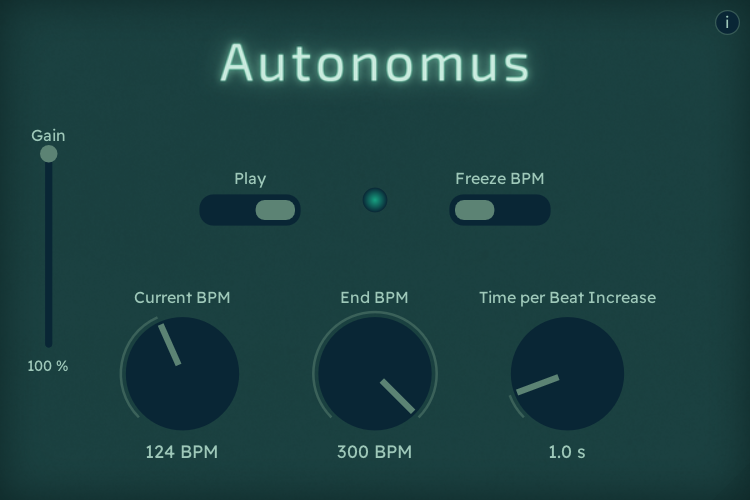 i
Autonomus
Gain
Play
Freeze BPM
Current BPM
End BPM
Time per Beat Increase
100 %
124 BPM
300 BPM
1.0 s